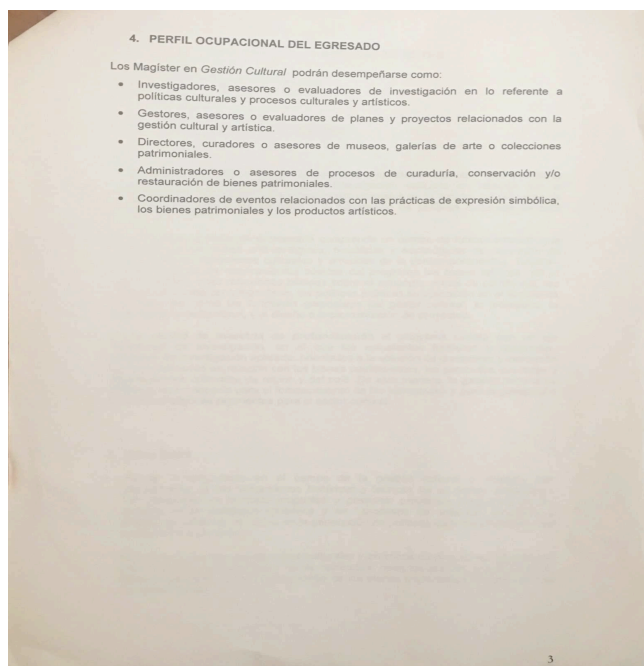 4. PERFIL OCUPACIONAL DEL EGRESADO
Los Magíster en Gestión Cultural podrán desempeñarse como:
• Investigadores, asesores o evaluadores de investigación en lo referente a
políticas culturales y procesos culturales y artísticos.
• Gestores, asesores o evaluadores de planes y proyectos relacionados con la
gestión cultural y artística.
• Directores, curadores o asesores de museos, galerías de arte o colecciones
patrimoniales.
• Administradores o asesores de procesos de curaduría, conservación y/o
restauración de bienes patrimoniales.
• Coordinadores de eventos relacionados con las prácticas de expresión simbólica,
los bienes patrimoniales y los productos artísticos.
3